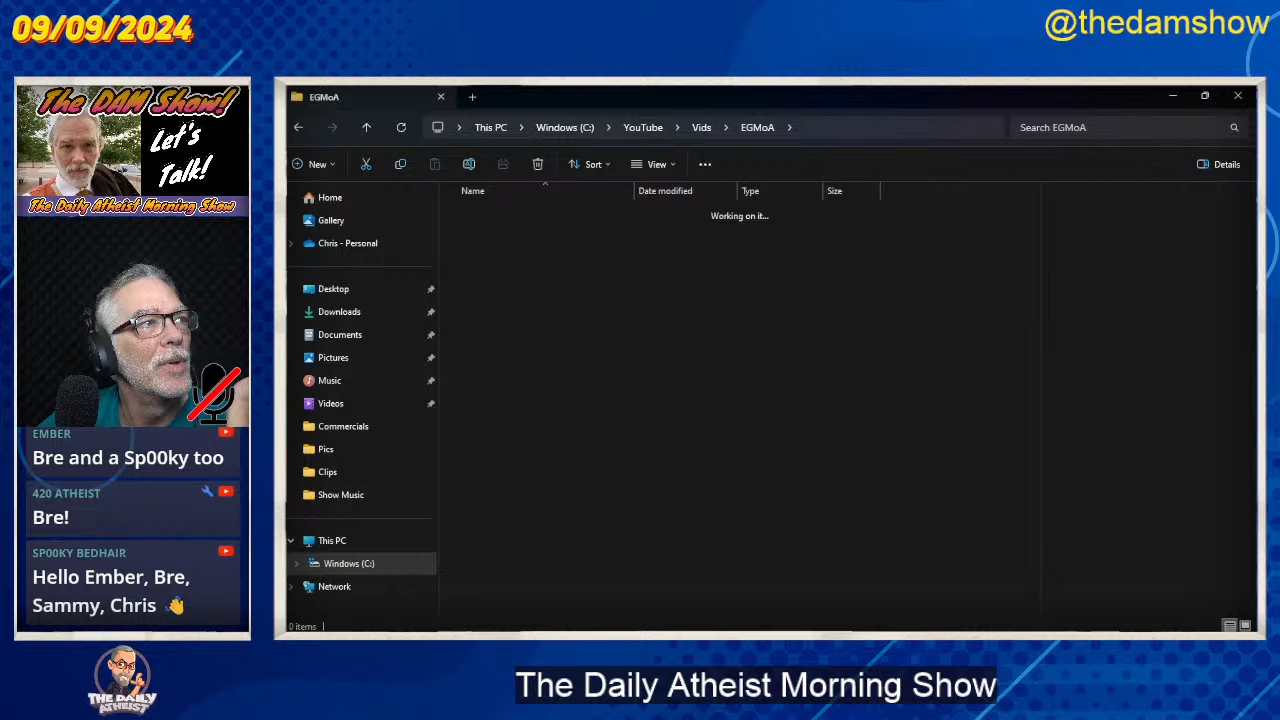 09/09/2024
@thedamshow
The DAM Show!
Let's
Talk!
The Daily Atheist Morning Show
EMBER
Bre and a Sp00ky too
420 ATHEIST
Bre!
SP00KY BEDHAIR
Hello Ember, Bre,
Sammy, Chris 👋
EGMoA
This PC > Windows (C:) > YouTube > Vids > EGMoA >
Search EGMoA
New
Sort
View
Details
Name
Date modified
Type
Size
Working on it...
Home
Gallery
Chris - Personal
Desktop
Downloads
Documents
Pictures
Music
Videos
Commercials
Pics
Clips
Show Music
This PC
Windows (C:)
Network
0 items
THE DAILY
ATHEIST
The Daily Atheist Morning Show